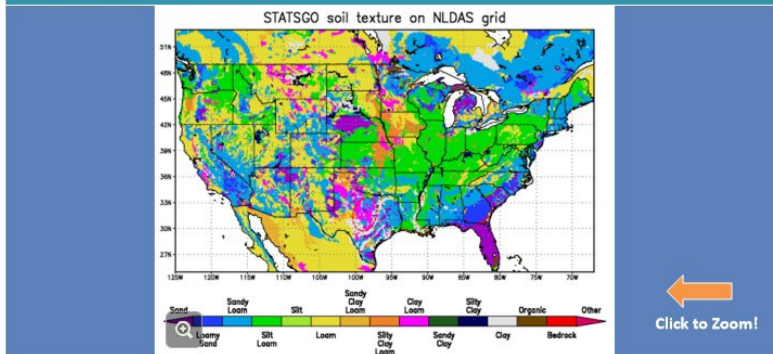 STATSGO soil texture on NLDAS grid
51N
48N
45N
42N
39N
36N
33N
30N
27N
125W 120W 115W 110W 105W 100W 95W 90W 85W 80W 75W 70W
Sand Sandy Loam Silt Sandy Clay Loam Clay Loam Silty Clay Organic Other
Loamy Sand Silt Loam Loam Silty Clay Loam Sandy Clay Clay Bedrock
Click to Zoom!